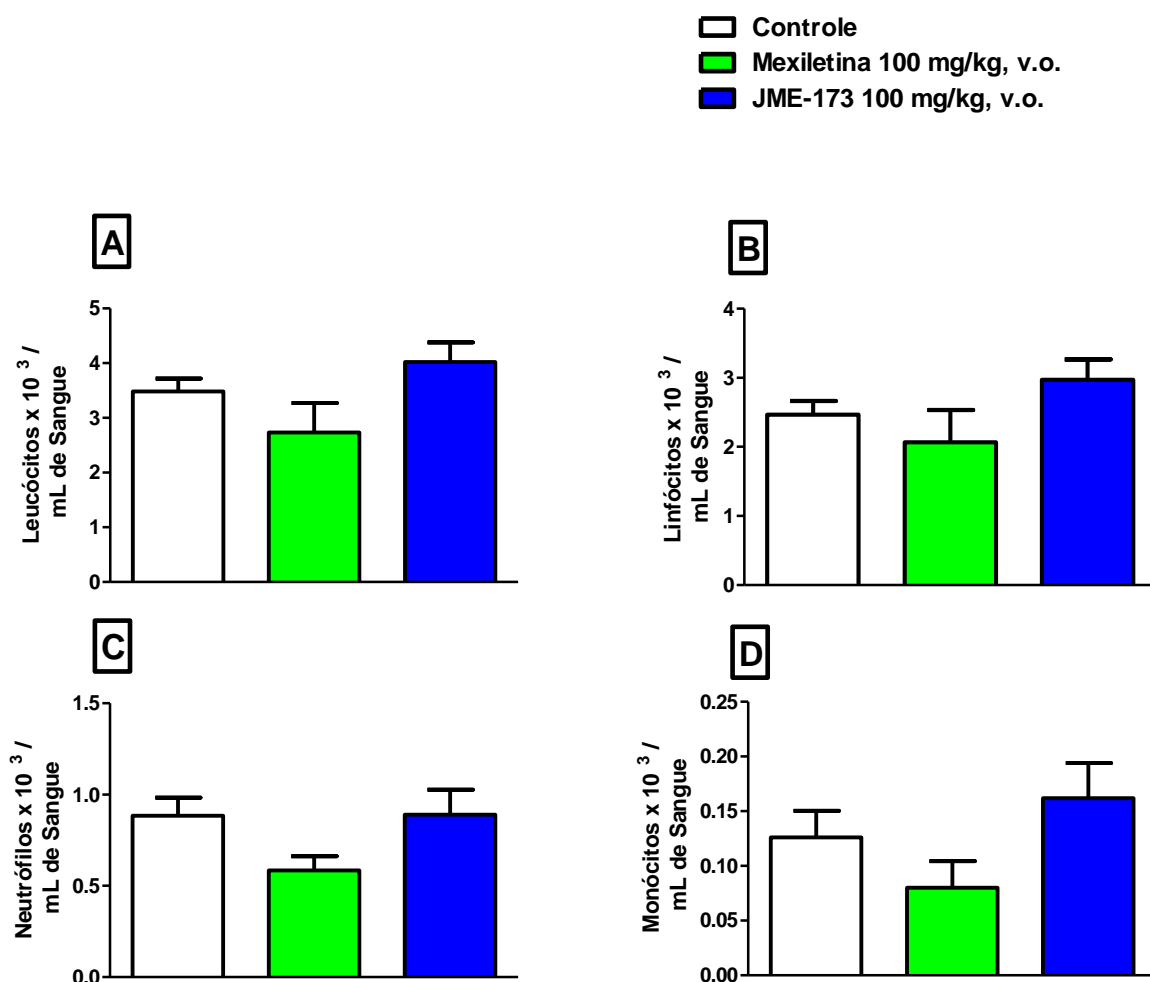 Controle
Mexiletina 100 mg/kg, v.o.
JME-173 100 mg/kg, v.o.
A
5
4
3
2
1
0
Leucócitos x 10 3 /
mL de Sangue
B
4
3
2
1
0
Linfócitos x 10 3 /
mL de Sangue
C
1.5
1.0
0.5
0.0
Neutrófilos x 10 3 /
mL de Sangue
D
0.25
0.20
0.15
0.10
0.05
0.00
Monócitos x 10 3 /
mL de Sangue